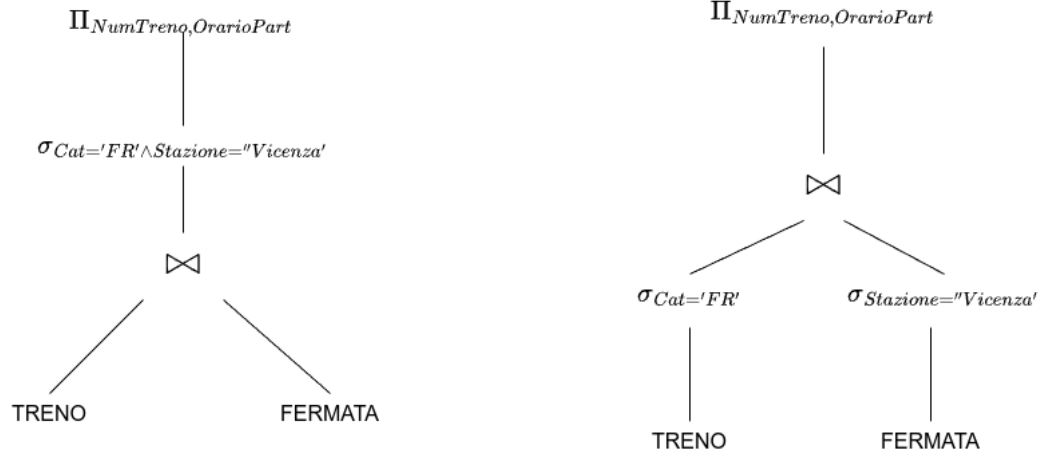 Π_{NumTreno,OrarioPart}
σ_{Cat='FR'∧Stazione=''Vicenza'}
⋈
TRENO FERMATA
Π_{NumTreno,OrarioPart}
⋈
σ_{Cat='FR'} σ_{Stazione=''Vicenza'}
TRENO FERMATA